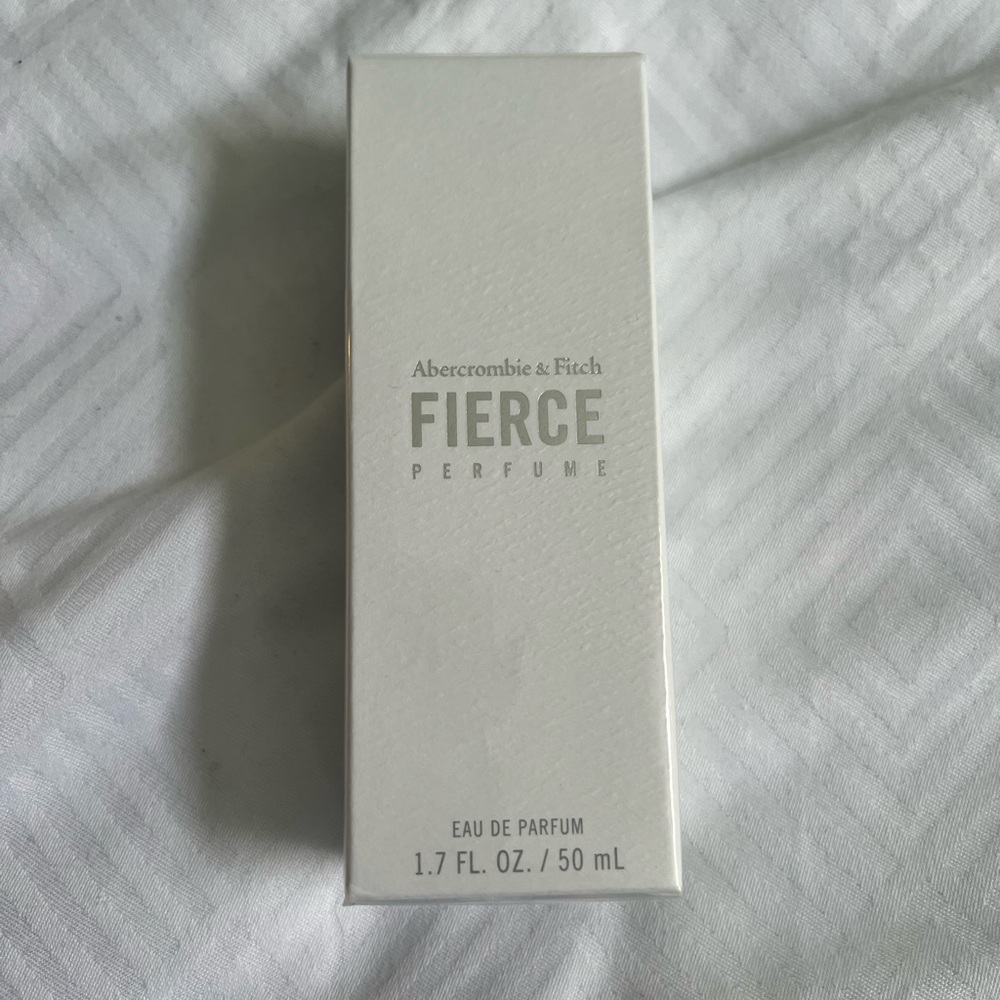 Abercrombie & Fitch
FIERCE
PERFUME
EAU DE PARFUM
1.7 FL. OZ. / 50 mL